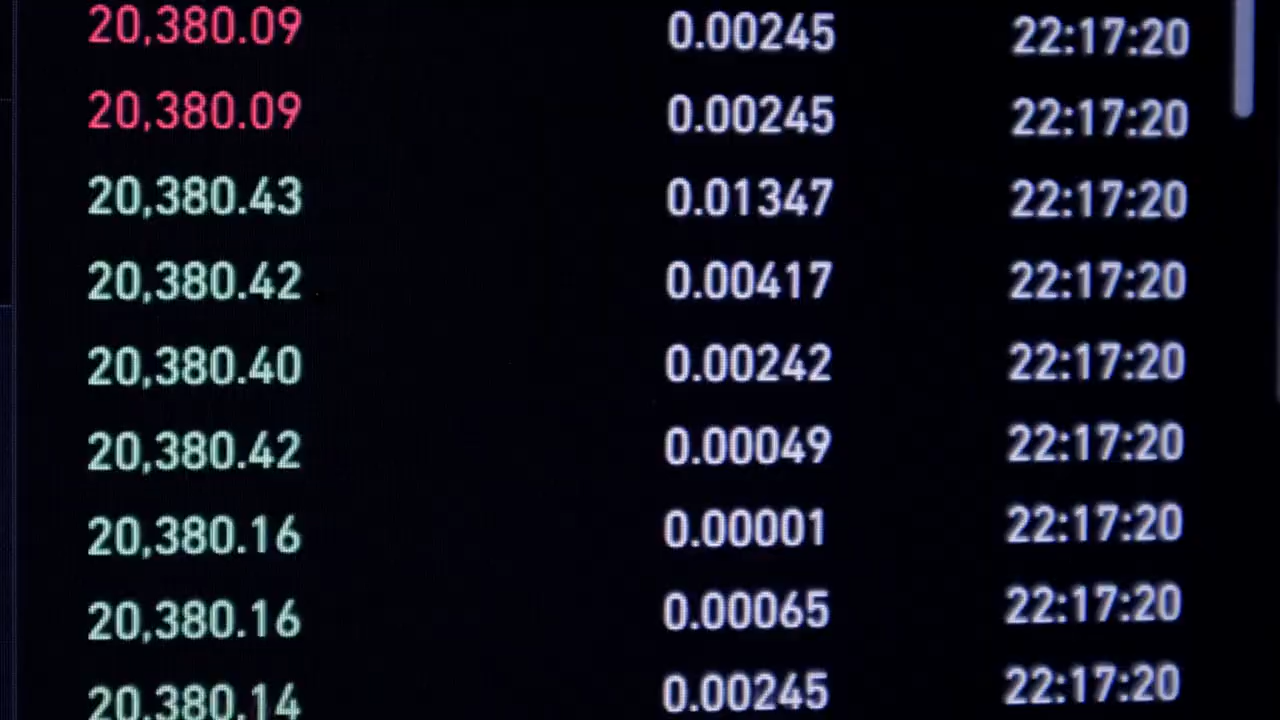 20,380.09 0.00245 22:17:20
20,380.09 0.00245 22:17:20
20,380.43 0.01347 22:17:20
20,380.42 0.00417 22:17:20
20,380.40 0.00242 22:17:20
20,380.42 0.00049 22:17:20
20,380.16 0.00001 22:17:20
20,380.16 0.00065 22:17:20
20,380.14 0.00245 22:17:20